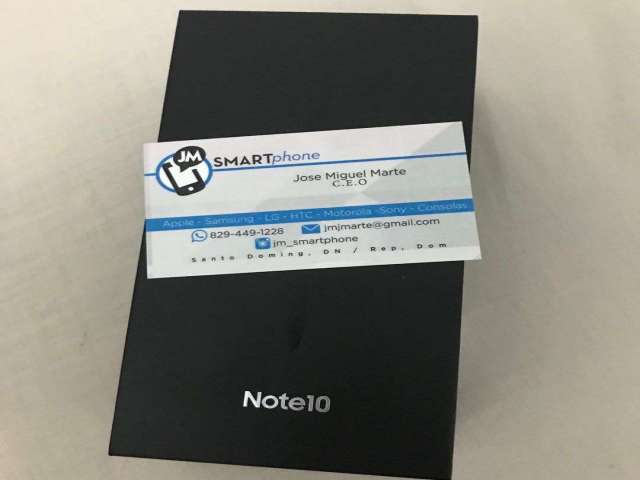 JM SMARTphone
Jose Miguel Marte
C.E.O
Apple - Samsung - LG - HTC - Motorola - Sony - Consolas
829-449-1228 jmjmarte@gmail.com
jm_smartphone
Santo Doming, DN / Rep, Dom
Note10